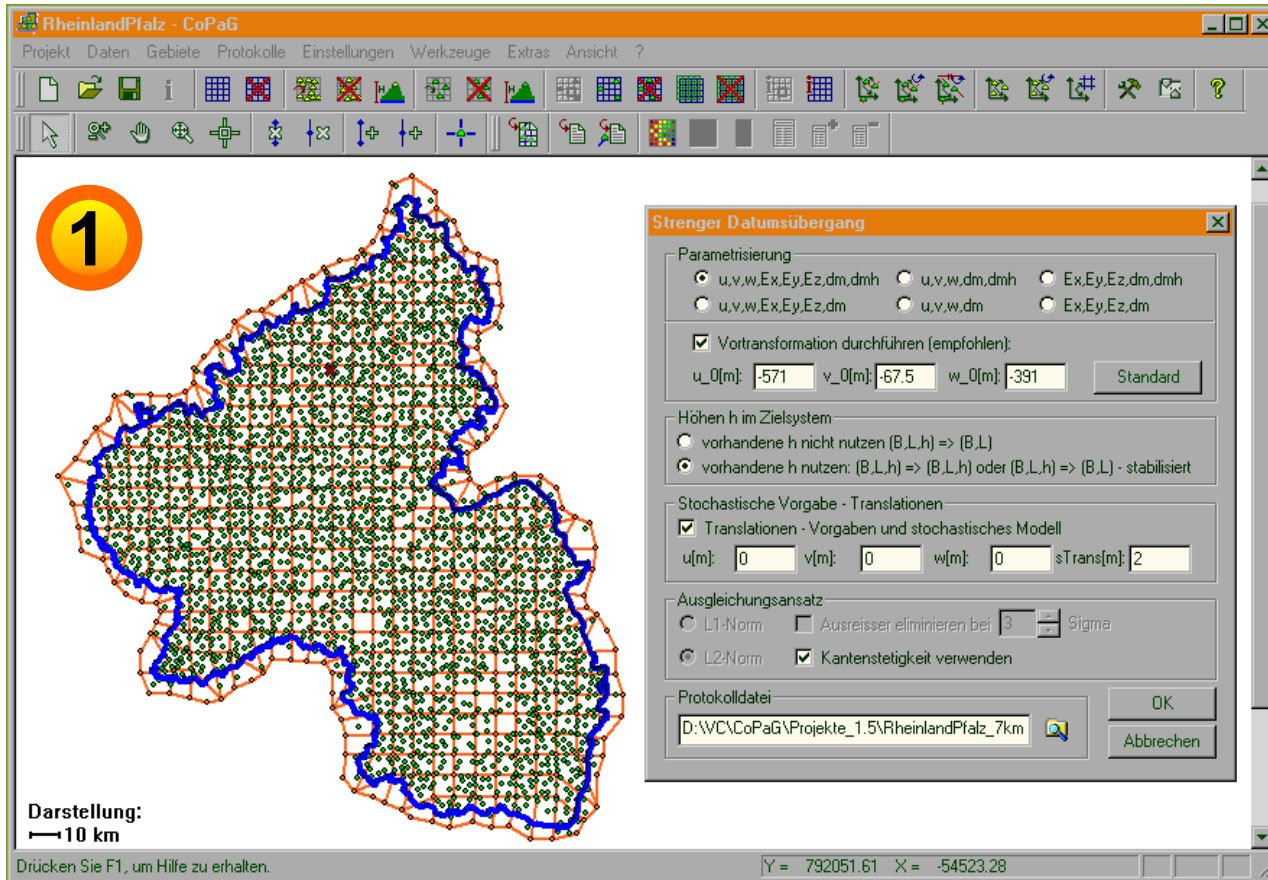 RheinlandPfalz - CoPaG
Projekt Daten Gebiete Protokolle Einstellungen Werkzeuge Extras Ansicht ?
1
Strenger Datumsübergang
Parametrisierung
u,v,w,Ex,Ey,Ez,dm,dmh u,v,w,dm,dmh Ex,Ey,Ez,dm,dmh
u,v,w,Ex,Ey,Ez,dm u,v,w,dm Ex,Ey,Ez,dm
Vortransformation durchführen (empfohlen):
u_0[m]: -571 v_0[m]: -67.5 w_0[m]: -391 Standard
Höhen h im Zielsystem
vorhandene h nicht nutzen (B,L,h) => (B,L)
vorhandene h nutzen: (B,L,h) => (B,L,h) oder (B,L,h) => (B,L) - stabilisiert
Stochastische Vorgabe - Translationen
Translationen - Vorgaben und stochastisches Modell
u[m]: 0 v[m]: 0 w[m]: 0 sTrans[m]: 2
Ausgleichungsansatz
L1-Norm Ausreisser eliminieren bei 3 Sigma
L2-Norm Kantenstetigkeit verwenden
Protokolldatei
D:\VC\CoPaG\Projekte_1.5\RheinlandPfalz_7km
OK
Abbrechen
Darstellung:
10 km
Drücken Sie F1, um Hilfe zu erhalten.
Y = 792051.61 X = -54523.28